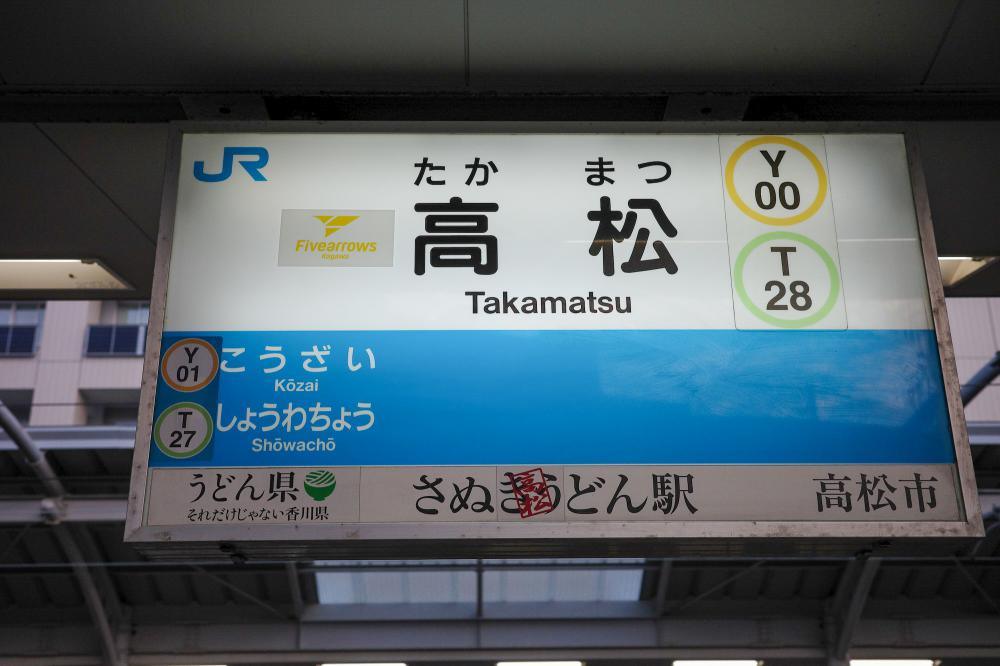 JR
たか まつ
高 松
Takamatsu
Fivearrows
Kagawa
Y
00
T
28
Y
01
こうざい
Kōzai
T
27
しょうわちょう
Shōwachō
うどん県
それだけじゃない香川県
さぬきうどん駅
高松
高松市